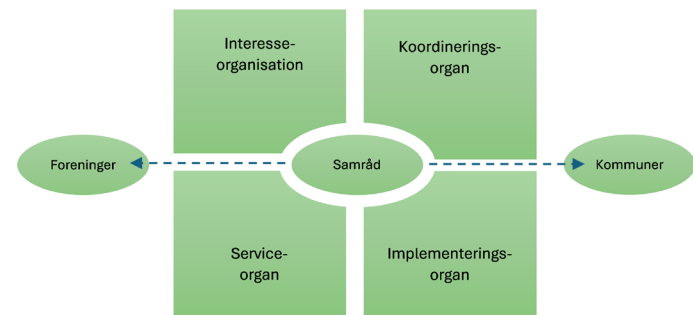 Interesse-
organisation
Koordinerings-
organ
Foreninger
Samråd
Kommuner
Service-
organ
Implementerings-
organ